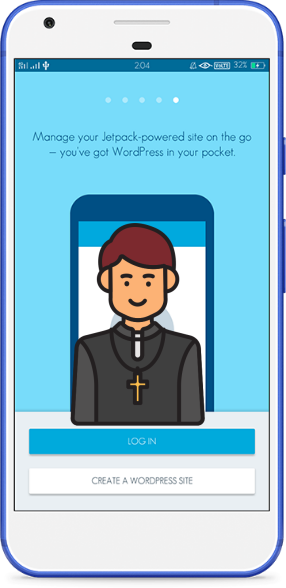 2:04
VoLTE
32%
Manage your Jetpack-powered site on the go
– you've got WordPress in your pocket.
LOG IN
CREATE A WORDPRESS SITE